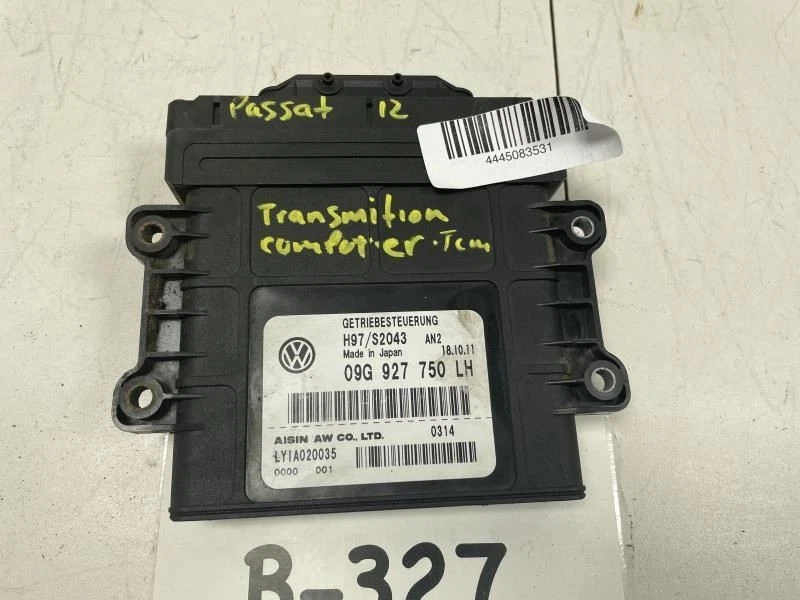 Passat 12
4445083531
Transmition
computer.Tcm
GETRIEBESTEUERUNG
H97/S2043 AN2
Made in Japan 18.10.11
09G 927 750 LH
AISIN AW CO., LTD. 0314
LYIA020035
0000 001
B-327